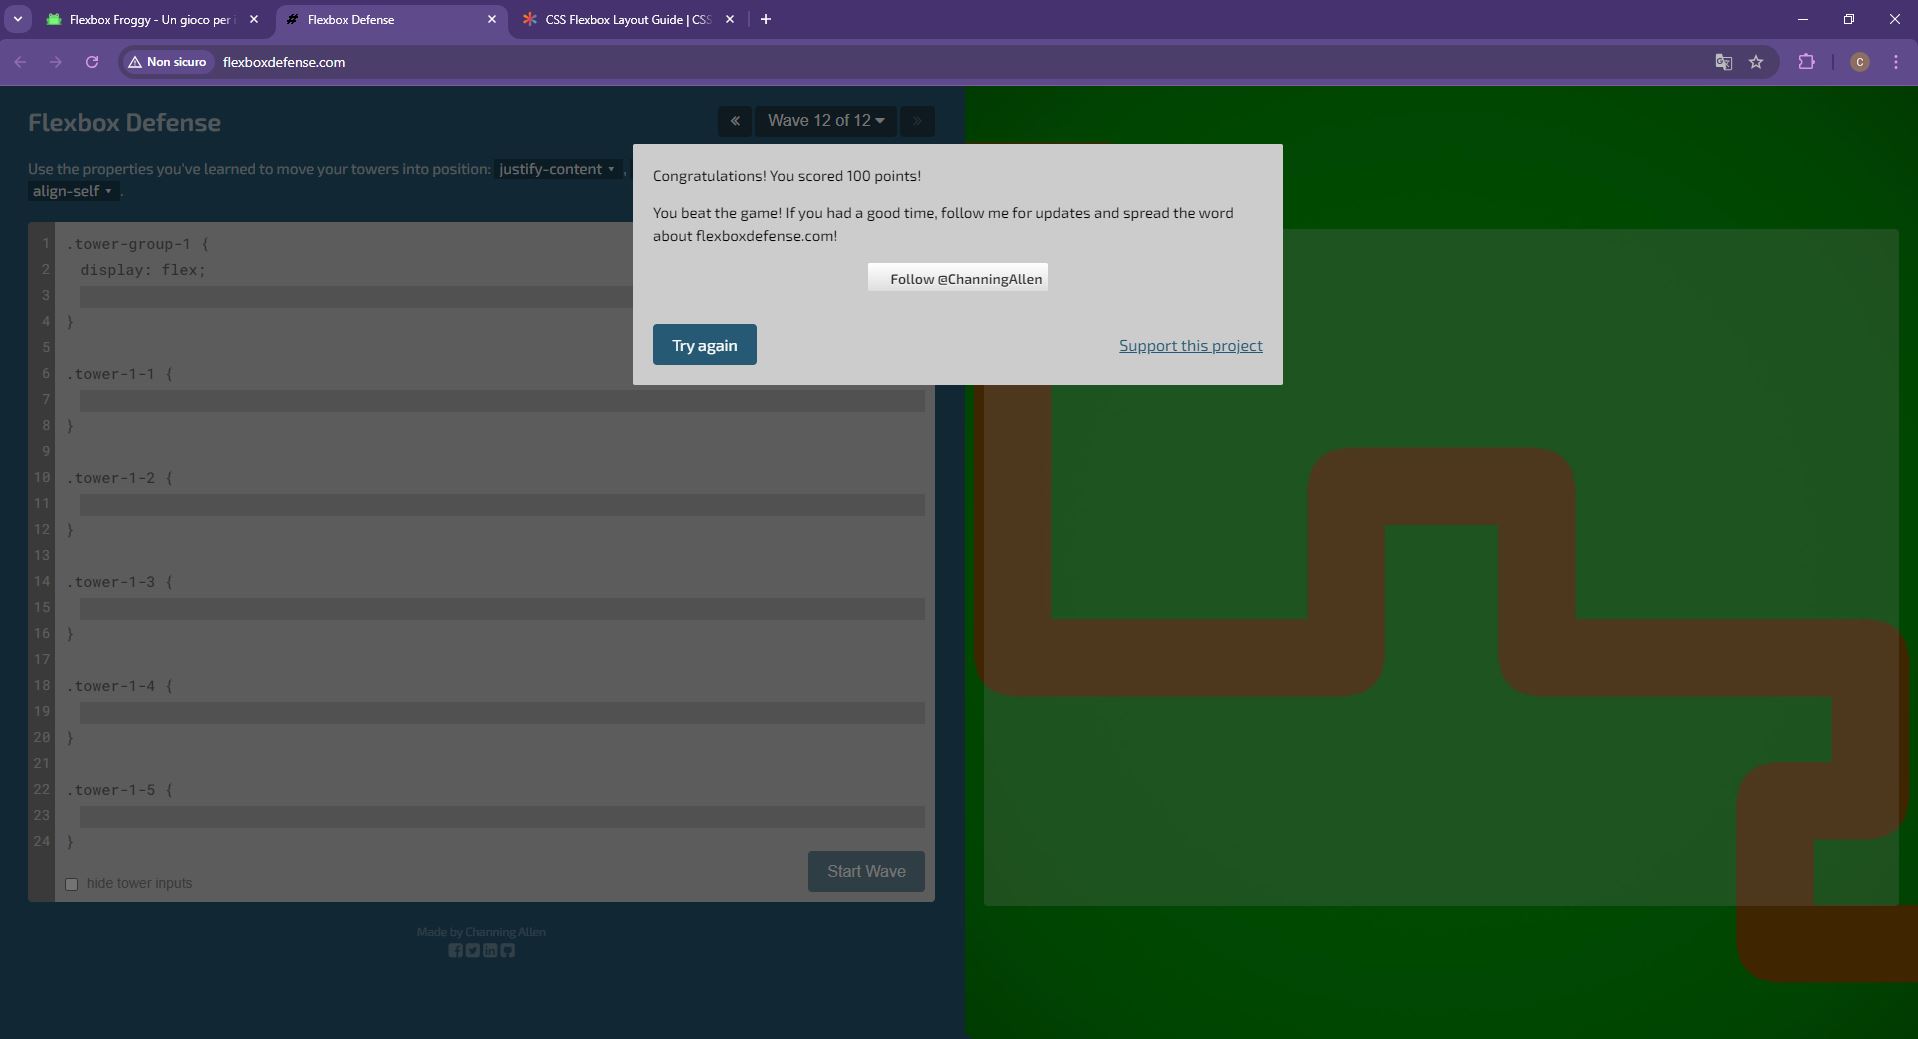 Flexbox Froggy - Un gioco per i
Flexbox Defense
CSS Flexbox Layout Guide | CSS
Non sicuro
flexboxdefense.com
C
Flexbox Defense
«
Wave 12 of 12
»
Use the properties you've learned to move your towers into position: justify-content ,
align-self .
Congratulations! You scored 100 points!
You beat the game! If you had a good time, follow me for updates and spread the word
about flexboxdefense.com!
Follow @ChanningAllen
Try again
Support this project
1 .tower-group-1 {
2 display: flex;
3
4 }
5
6 .tower-1-1 {
7
8 }
9
10 .tower-1-2 {
11
12 }
13
14 .tower-1-3 {
15
16 }
17
18 .tower-1-4 {
19
20 }
21
22 .tower-1-5 {
23
24 }
hide tower inputs
Start Wave
Made by Channing Allen